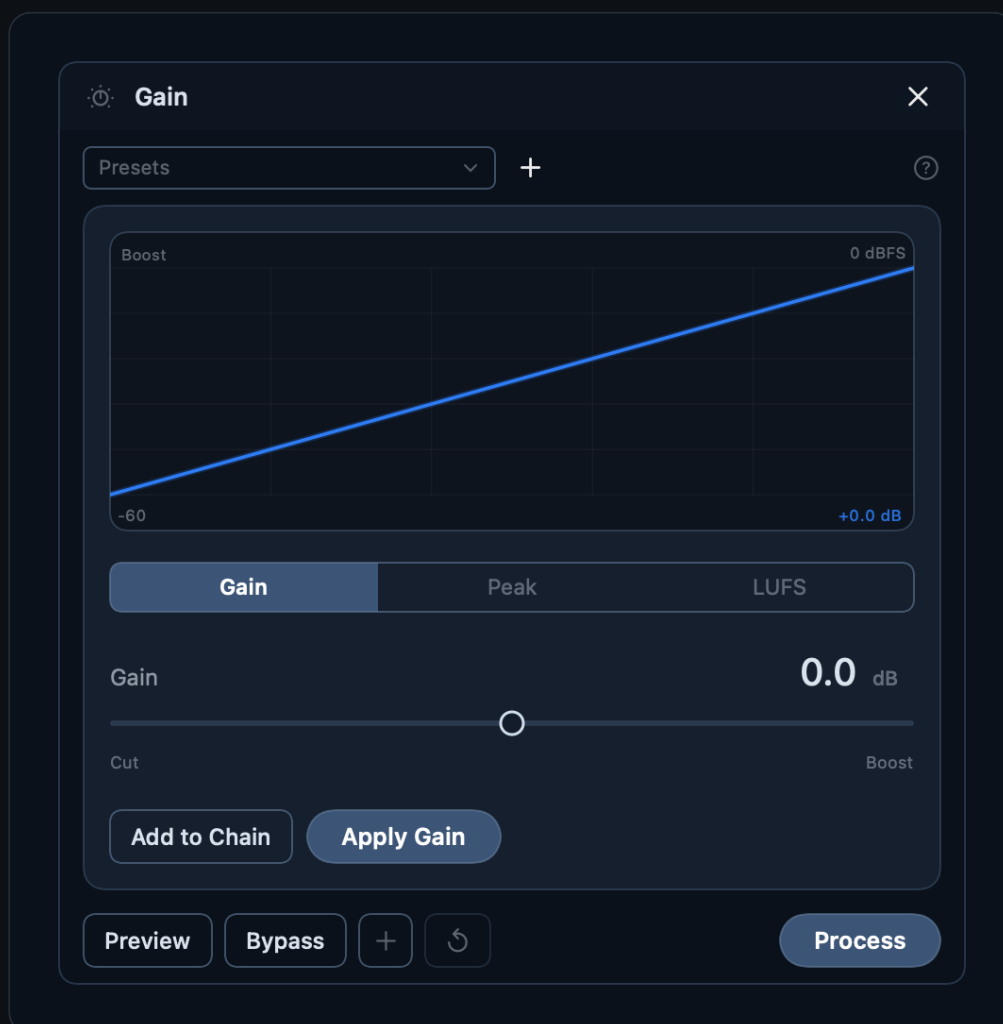 Gain
Presets
Boost 0 dBFS
-60 +0.0 dB
Gain Peak LUFS
Gain 0.0 dB
Cut Boost
Add to Chain Apply Gain
Preview Bypass Process